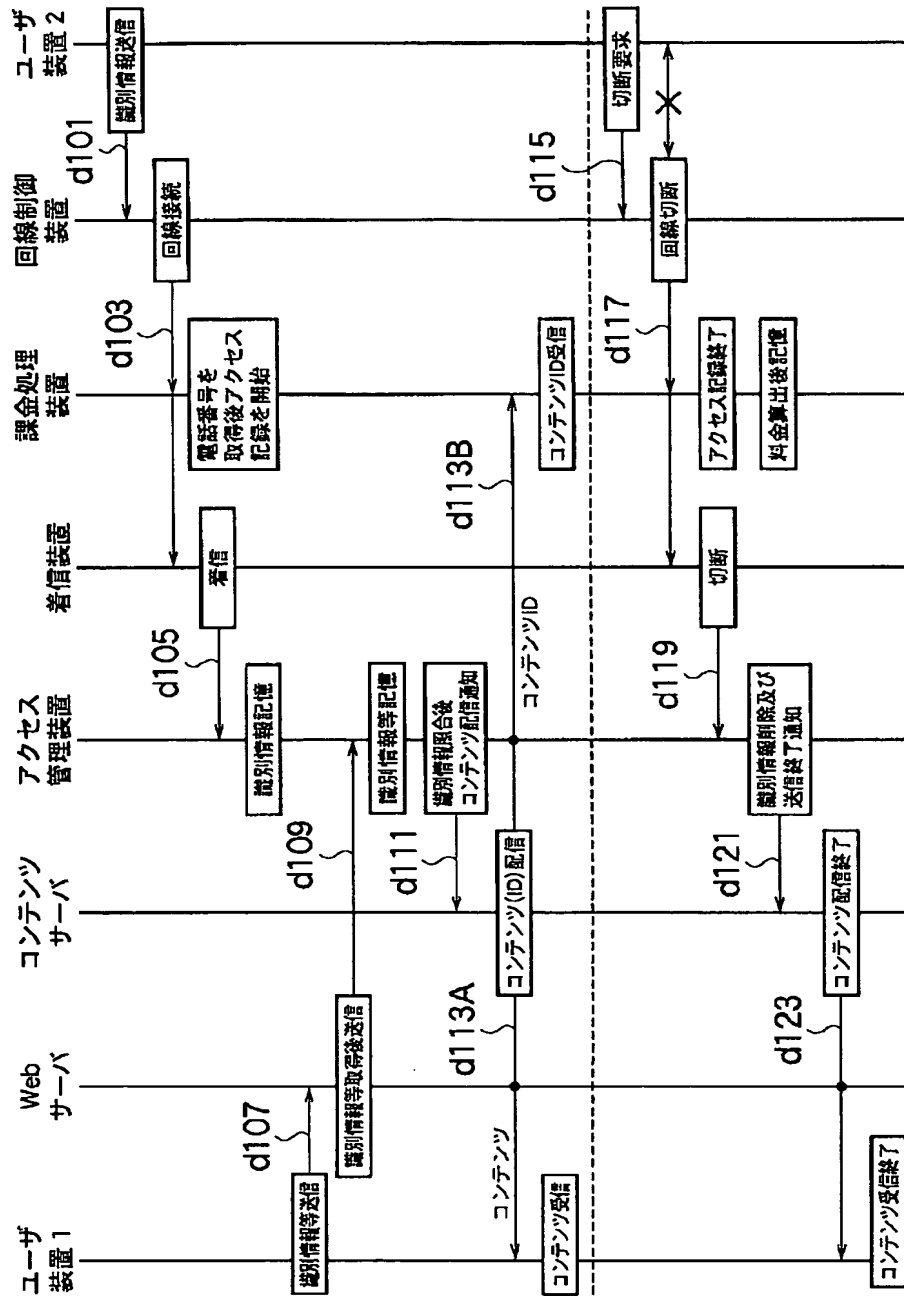 ユーザ
装置1
Web
サーバ
コンテンツ
サーバ
アクセス
管理装置
着信装置
課金処理
装置
回線制御
装置
ユーザ
装置2
識別情報送信
d101
回線接続
d103
電話番号を
取得後アクセス
記録を開始
着信
d105
識別情報記憶
識別情報等送信
d107
識別情報等取得後送信
d109
識別情報等記憶
識別情報照合後
コンテンツ配信通知
d111
コンテンツ(ID)配信
d113A
コンテンツ
d113B
コンテンツID
コンテンツ受信
コンテンツID受信
切断要求
d115
回線切断
d117
アクセス記録終了
料金算出後記憶
切断
d119
識別情報削除及び
送信終了通知
d121
コンテンツ配信終了
d123
コンテンツ受信終了